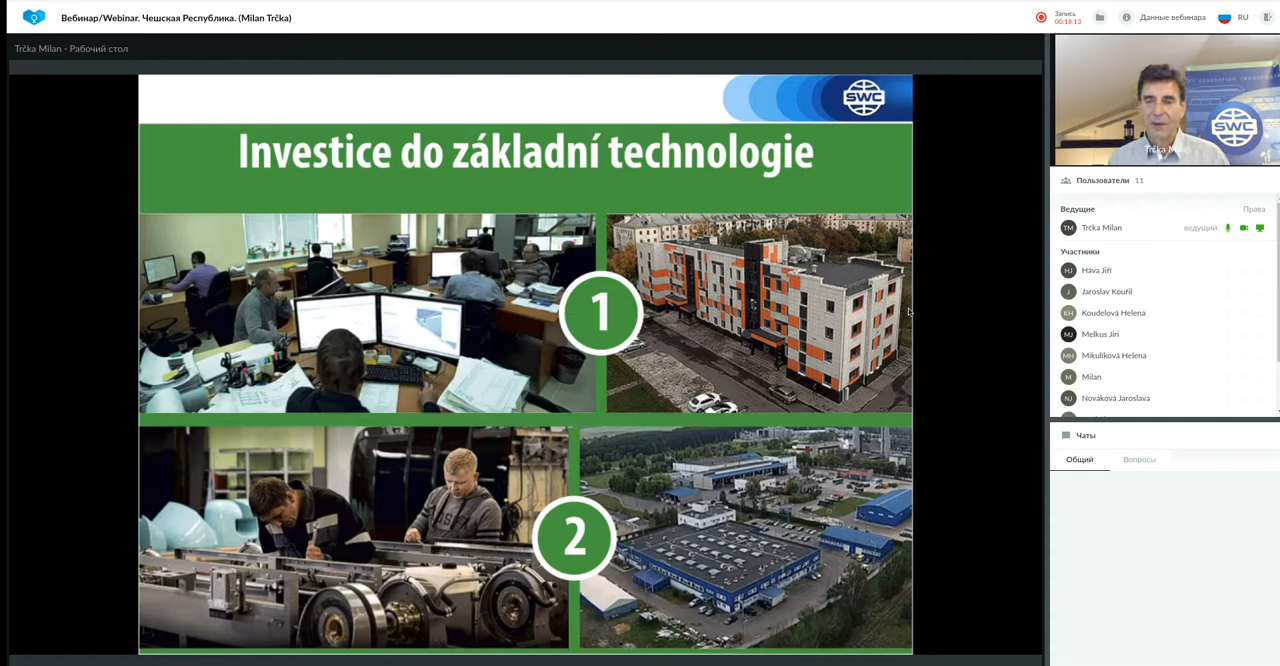 Вебинар/Webinar. Чешская Республика. (Milan Trčka)
Запись
00:18:13
Данные вебинара
RU
Trčka Milan - Рабочий стол
SWC
Investice do základní technologie
1
2
SWC
Пользователи 11
Ведущие Права
TM Trčka Milan ведущий
Участники
HJ Háva Jiří
J Jaroslav Kouřil
KH Koudelová Helena
MJ Melkus Jiri
MH Mikulíková Helena
M Milan
NJ Nováková Jaroslava
Чаты
Общий Вопросы